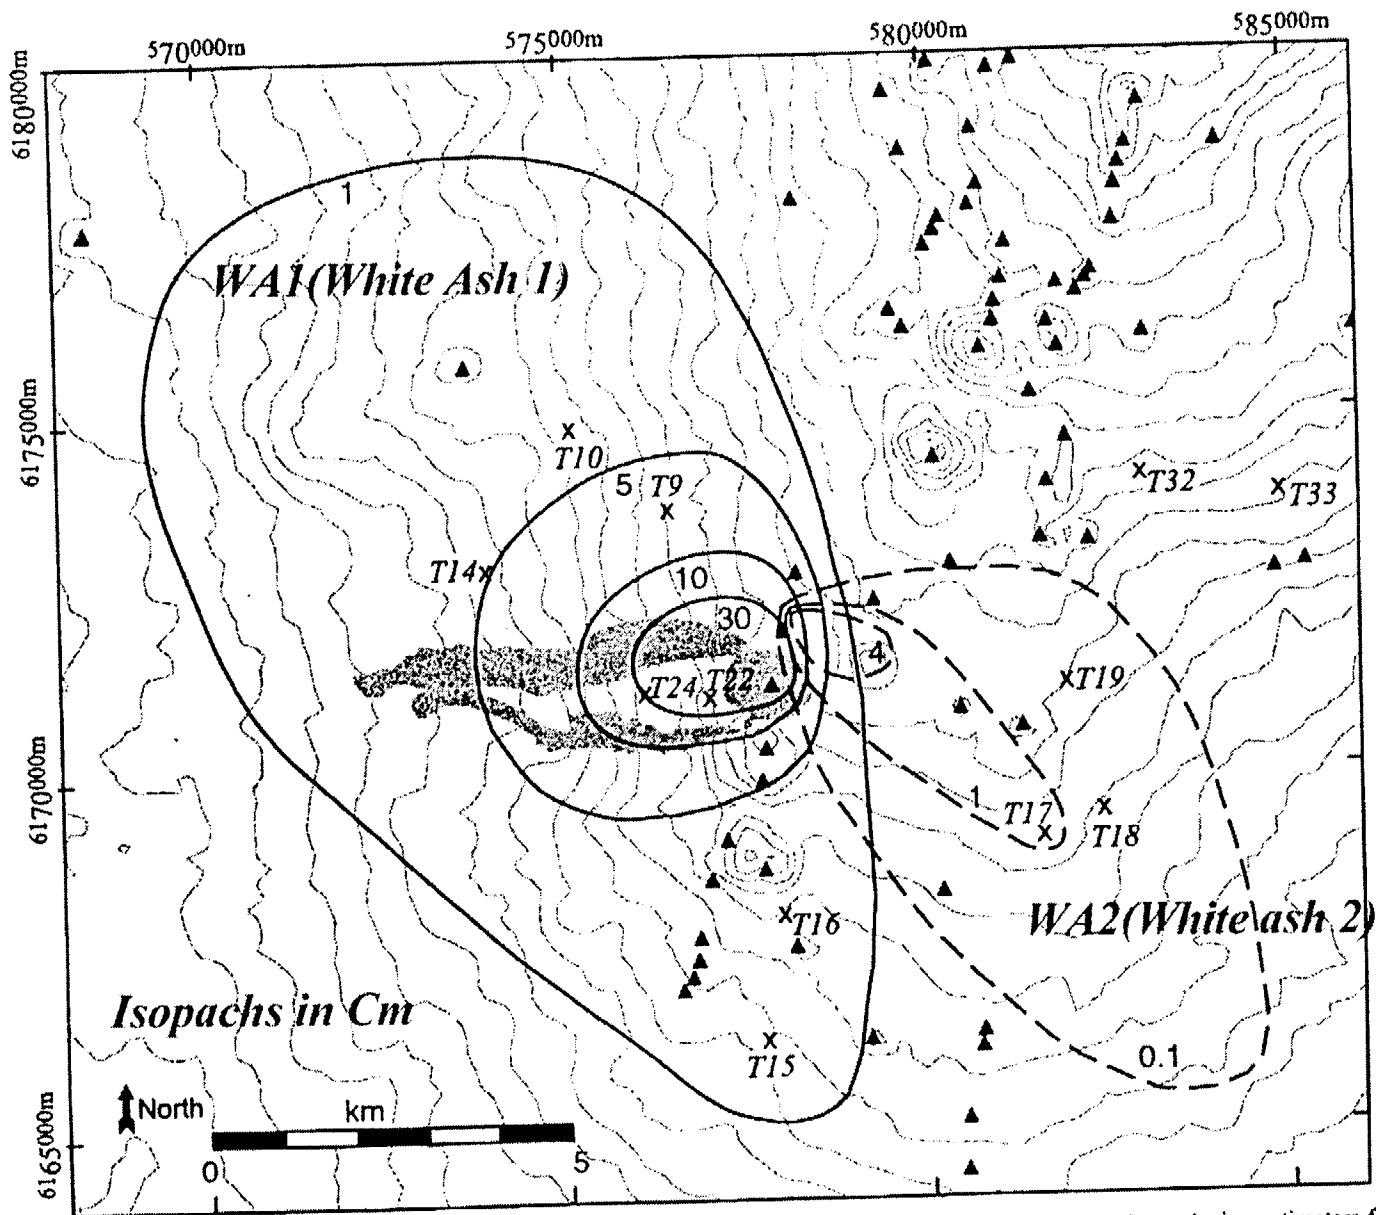 570000m
575000m
580000m
585000m
6180000m
1
WA1(White Ash 1)
6175000m
T10
5
T9
T32
T33
T14
10
30
4
T24
T22
T19
6170000m
1
T17
T18
T16
WA2(White ash 2)
Isopachs in Cm
T15
0.1
North
km
6165000m
0
5